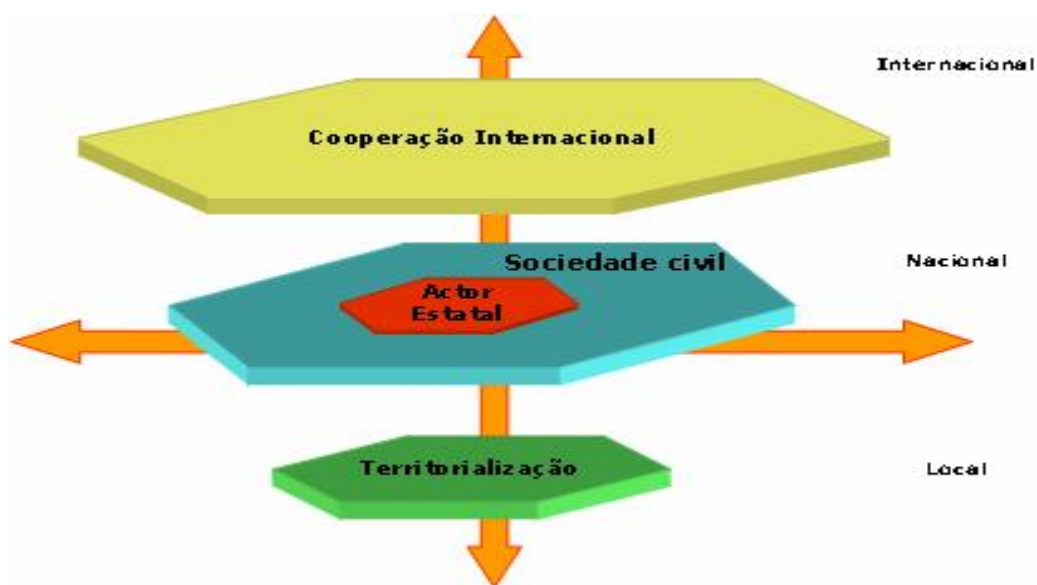 Internacional
Cooperação Internacional
Sociedade civil
Nacional
Actor
Estatal
Territorialização
Local